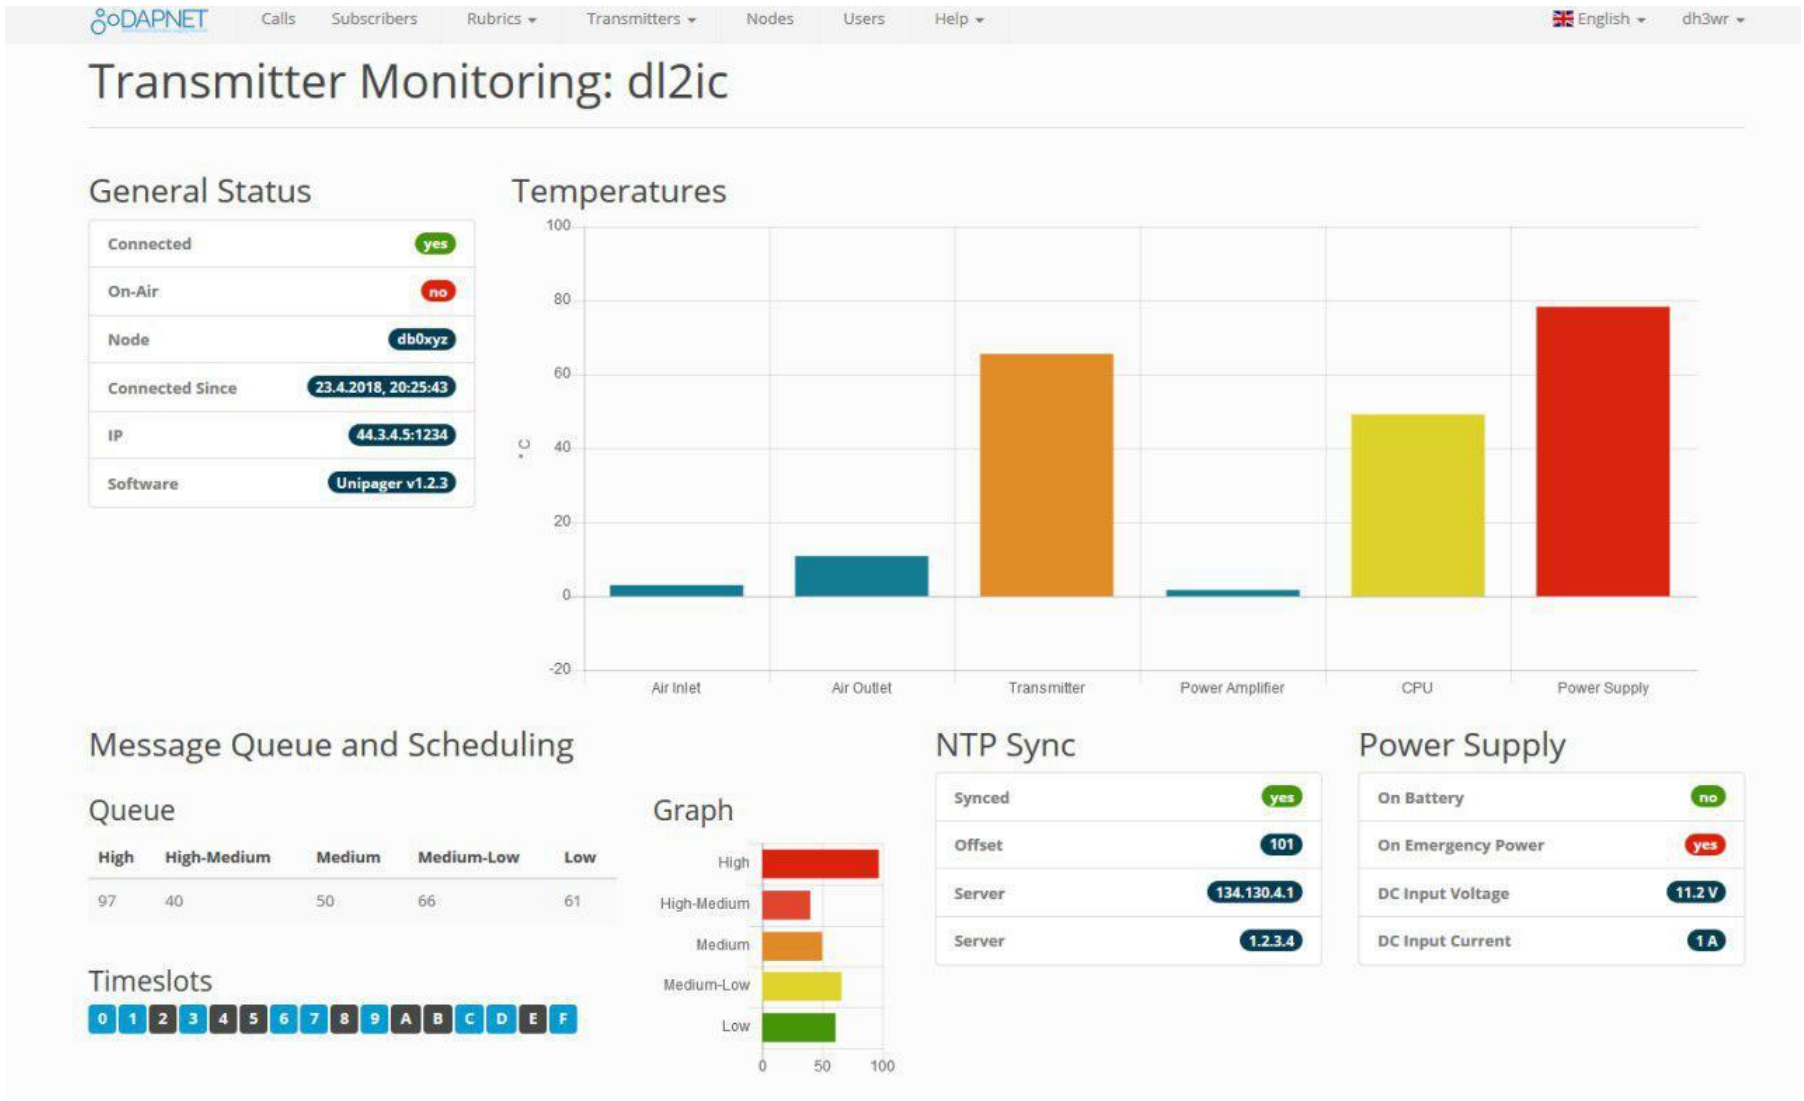 DAPNET Calls Subscribers Rubrics Transmitters Nodes Users Help English dh3wr
Transmitter Monitoring: dl2ic
General Status
Connected yes
On-Air no
Node db0xyz
Connected Since 23.4.2018, 20:25:43
IP 44.3.4.5:1234
Software Unipager v1.2.3
Temperatures
100
80
60
40
20
0
-20
° C
Air Inlet Air Outlet Transmitter Power Amplifier CPU Power Supply
Message Queue and Scheduling
Queue
High High-Medium Medium Medium-Low Low
97 40 50 66 61
Timeslots
0 1 2 3 4 5 6 7 8 9 A B C D E F
Graph
High
High-Medium
Medium
Medium-Low
Low
0 50 100
NTP Sync
Synced yes
Offset 101
Server 134.130.4.1
Server 1.2.3.4
Power Supply
On Battery no
On Emergency Power yes
DC Input Voltage 11.2 V
DC Input Current 1 A